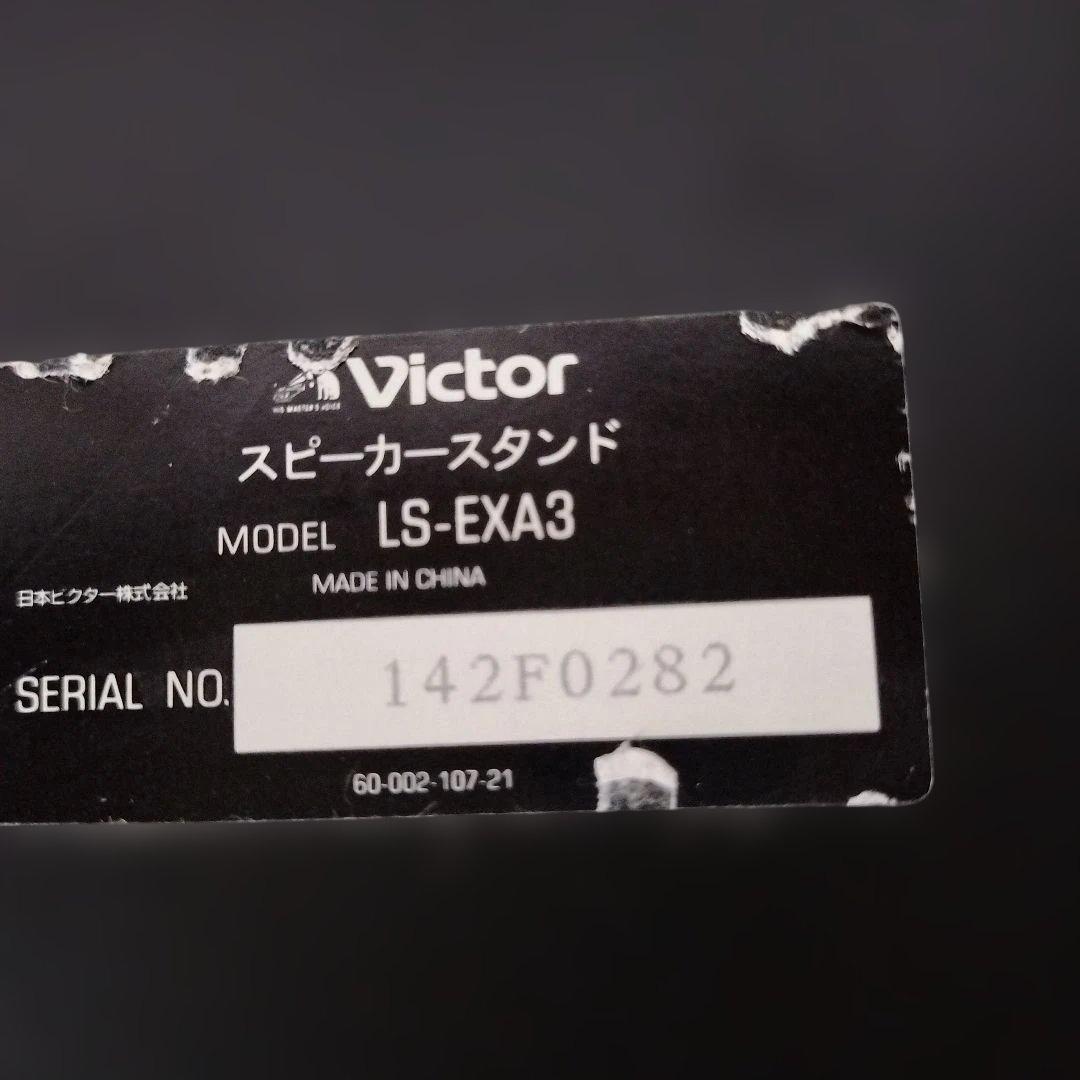 Victor
HIS MASTER'S VOICE
スピーカースタンド
MODEL LS-EXA3
MADE IN CHINA
日本ビクター株式会社
SERIAL NO. 142F0282
60-002-107-21